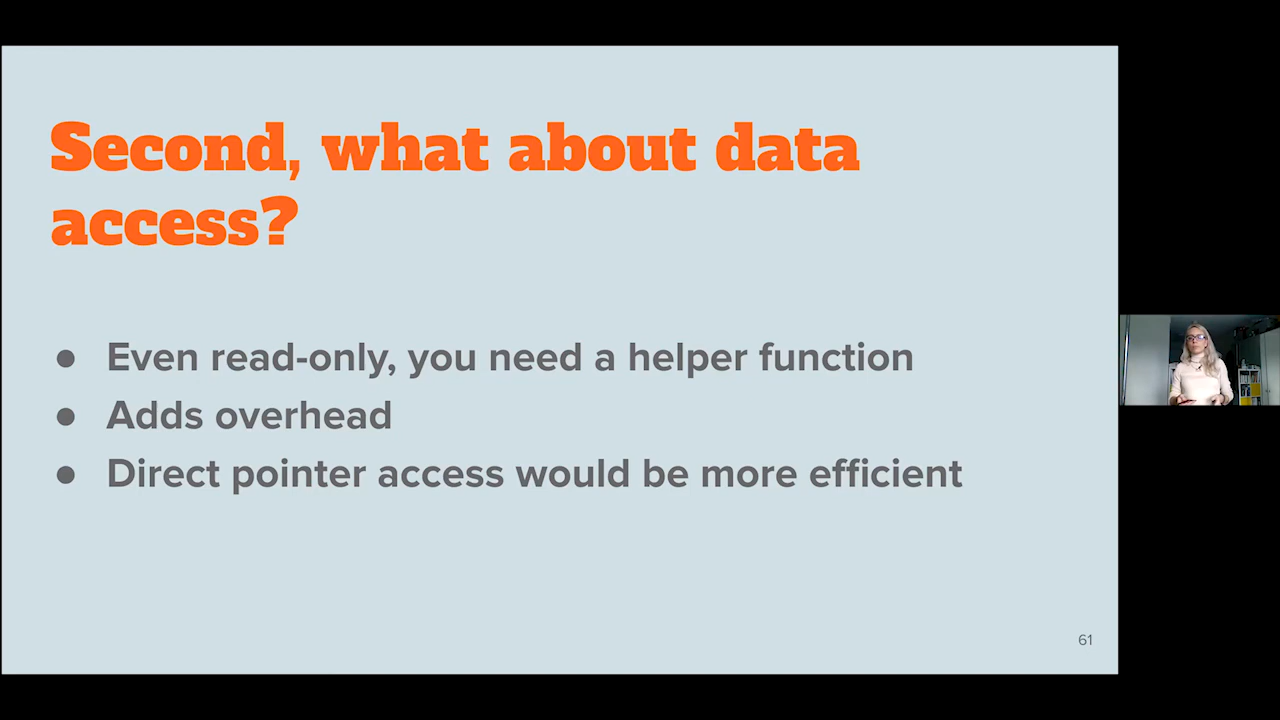 Second, what about data
access?
● Even read-only, you need a helper function
● Adds overhead
● Direct pointer access would be more efficient
61